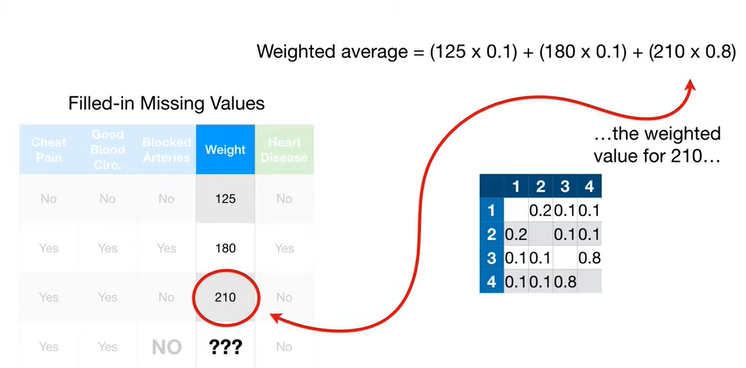 Weighted average = (125 x 0.1) + (180 x 0.1) + (210 x 0.8)
Filled-in Missing Values
…the weighted
value for 210…
Chest Pain Good Blood Circ. Blocked Arteries Weight Heart Disease
No No No 125 No
Yes Yes Yes 180 Yes
Yes Yes No 210 No
Yes Yes NO ??? No
1 2 3 4
1 0.2 0.1 0.1
2 0.2 0.1 0.1
3 0.1 0.1 0.8
4 0.1 0.1 0.8